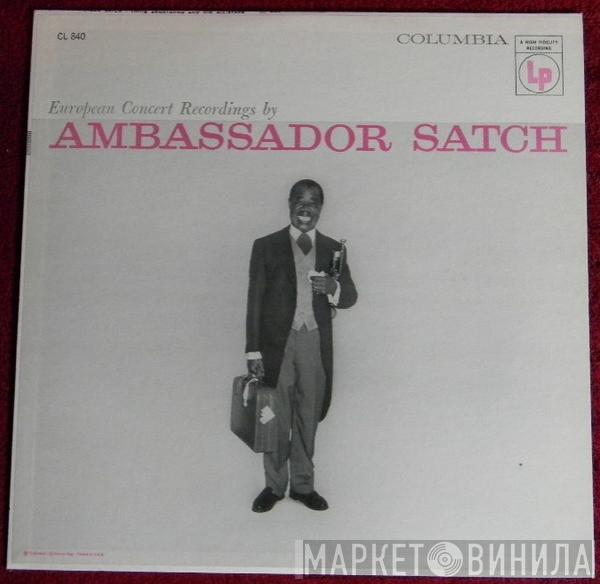 CL 840
COLUMBIA
A HIGH FIDELITY
RECORDING
Lp
European Concert Recordings by
AMBASSADOR SATCH
МАРКЕТ ВИНИЛА